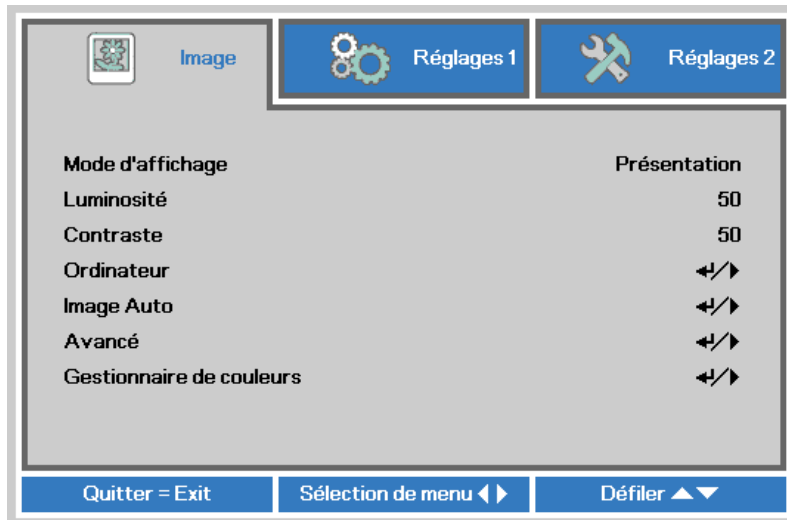 Image
Réglages 1
Réglages 2
Mode d'affichage Présentation
Luminosité 50
Contraste 50
Ordinateur ↵/▶
Image Auto ↵/▶
Avancé ↵/▶
Gestionnaire de couleurs ↵/▶
Quitter = Exit
Sélection de menu ◀▶
Défiler ▲▼